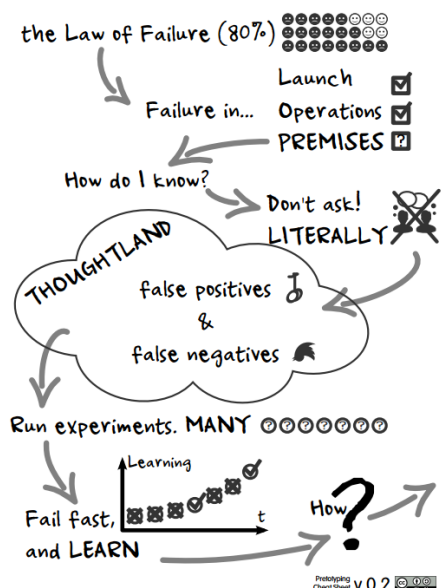 the Law of Failure (80%)
Launch
Failure in... Operations
PREMISES ?
How do I know?
Don't ask!
LITERALLY
THOUGHTLAND
false positives
&
false negatives
Run experiments. MANY ? ? ? ? ? ? ?
Learning
t
Fail fast,
and LEARN
How ?
Pretotyping
Cheat Sheet v 0.2